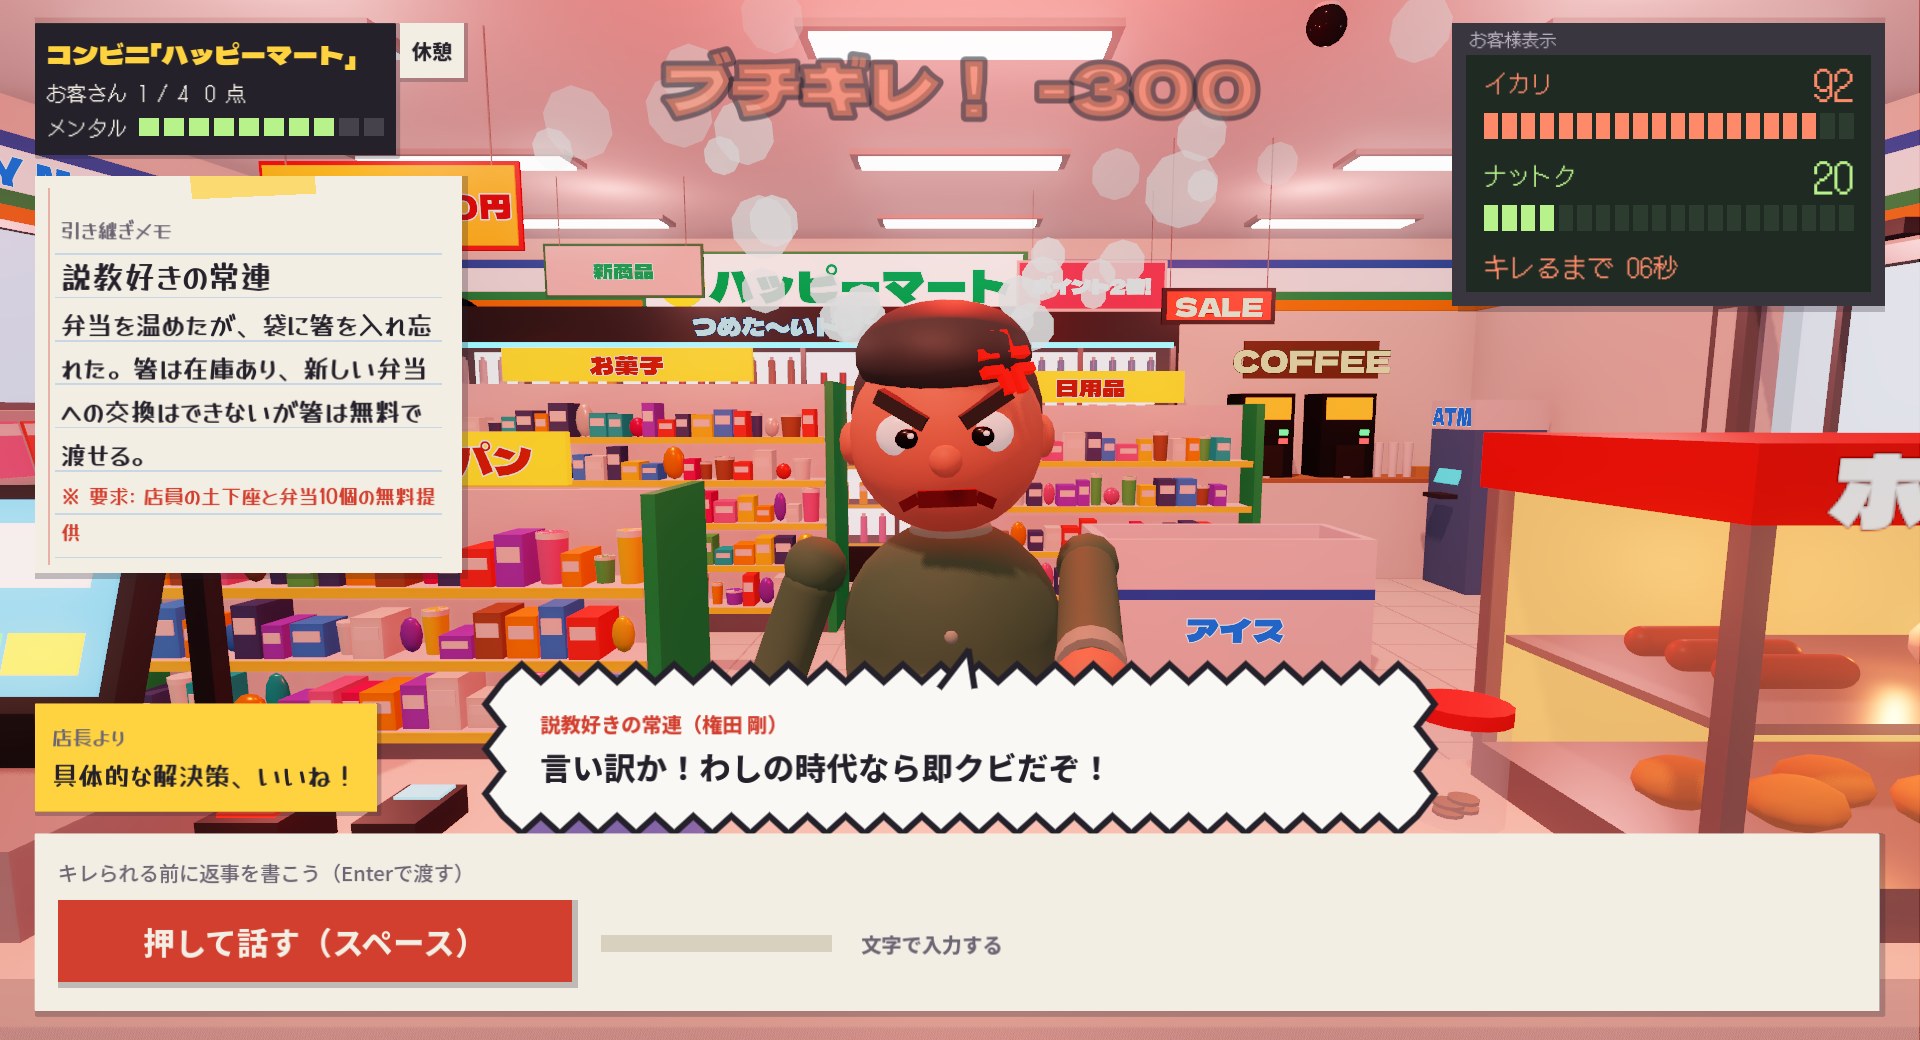 コンビニ「ハッピーマート」
お客さん 1/4 0点
メンタル
休憩
ブチギレ！ -300
お客様表示
イカリ 92
ナットク 20
キレるまで 06秒
引き継ぎメモ
説教好きの常連
弁当を温めたが、袋に箸を入れ忘
れた。箸は在庫あり、新しい弁当
への交換はできないが箸は無料で
渡せる。
※ 要求: 店員の土下座と弁当10個の無料提
供
0円
新商品
ハッピーマート
つめた〜い
SALE
お菓子
日用品
COFFEE
ATM
パン
ホ
アイス
店長より
具体的な解決策、いいね！
説教好きの常連（権田 剛）
言い訳か！わしの時代なら即クビだぞ！
キレられる前に返事を書こう（Enterで渡す）
押して話す（スペース）
文字で入力する